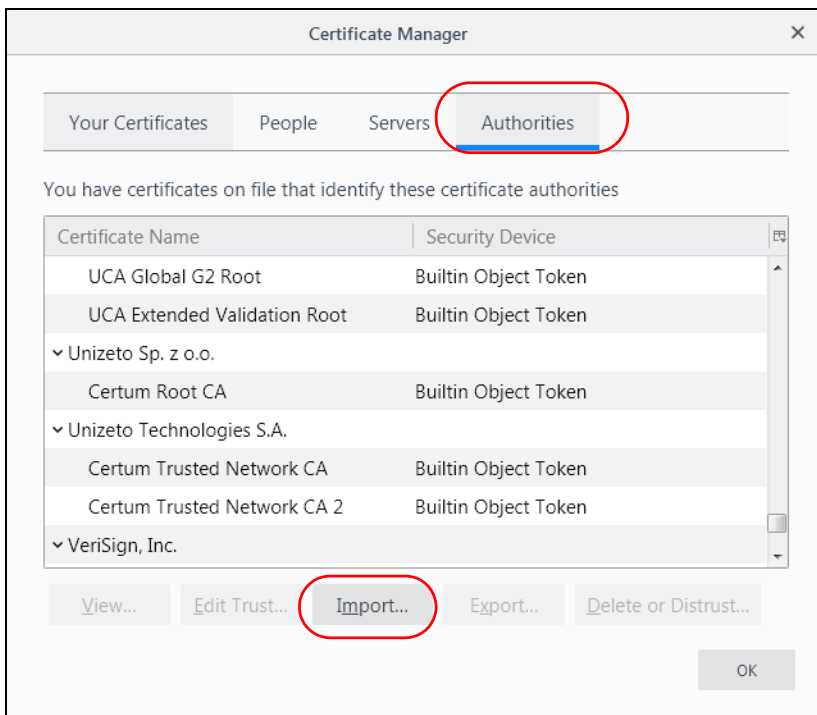 Certificate Manager
Your Certificates People Servers Authorities
You have certificates on file that identify these certificate authorities
Certificate Name Security Device
UCA Global G2 Root Builtin Object Token
UCA Extended Validation Root Builtin Object Token
Unizeto Sp. z o.o.
Certum Root CA Builtin Object Token
Unizeto Technologies S.A.
Certum Trusted Network CA Builtin Object Token
Certum Trusted Network CA 2 Builtin Object Token
VeriSign, Inc.
View... Edit Trust... Import... Export... Delete or Distrust...
OK